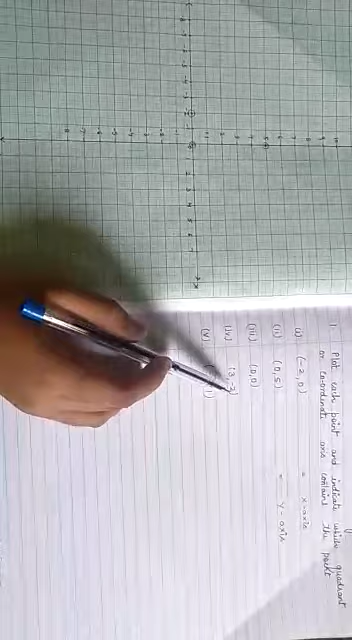 1. Plot each point and indicate which quadrant
or co-ordinate axis contains the point
(i) (-2, 0) = x-axis
(ii) (0, 5) = y-axis
(iii) (0,0)
(iv) (3,-2)
(v)